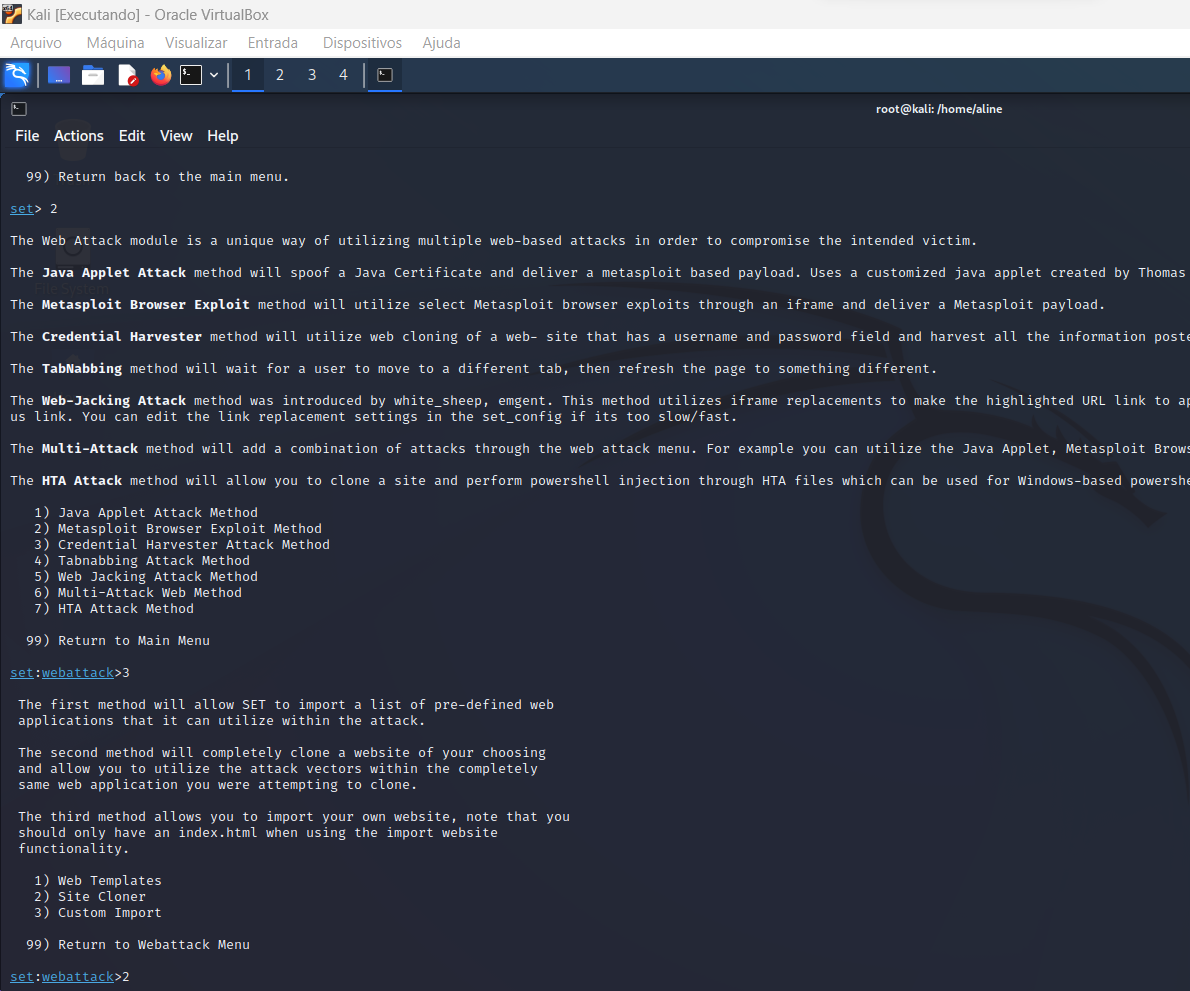 Kali [Executando] - Oracle VirtualBox
Arquivo Máquina Visualizar Entrada Dispositivos Ajuda
1 2 3 4
root@kali: /home/aline
File Actions Edit View Help
99) Return back to the main menu.
set> 2
The Web Attack module is a unique way of utilizing multiple web-based attacks in order to compromise the intended victim.
The Java Applet Attack method will spoof a Java Certificate and deliver a metasploit based payload. Uses a customized java applet created by Thomas
The Metasploit Browser Exploit method will utilize select Metasploit browser exploits through an iframe and deliver a Metasploit payload.
The Credential Harvester method will utilize web cloning of a web- site that has a username and password field and harvest all the information poste
The TabNabbing method will wait for a user to move to a different tab, then refresh the page to something different.
The Web-Jacking Attack method was introduced by white_sheep, emgent. This method utilizes iframe replacements to make the highlighted URL link to ap
us link. You can edit the link replacement settings in the set_config if its too slow/fast.
The Multi-Attack method will add a combination of attacks through the web attack menu. For example you can utilize the Java Applet, Metasploit Brows
The HTA Attack method will allow you to clone a site and perform powershell injection through HTA files which can be used for Windows-based powershe
1) Java Applet Attack Method
2) Metasploit Browser Exploit Method
3) Credential Harvester Attack Method
4) Tabnabbing Attack Method
5) Web Jacking Attack Method
6) Multi-Attack Web Method
7) HTA Attack Method
99) Return to Main Menu
set:webattack>3
The first method will allow SET to import a list of pre-defined web
applications that it can utilize within the attack.
The second method will completely clone a website of your choosing
and allow you to utilize the attack vectors within the completely
same web application you were attempting to clone.
The third method allows you to import your own website, note that you
should only have an index.html when using the import website
functionality.
1) Web Templates
2) Site Cloner
3) Custom Import
99) Return to Webattack Menu
set:webattack>2